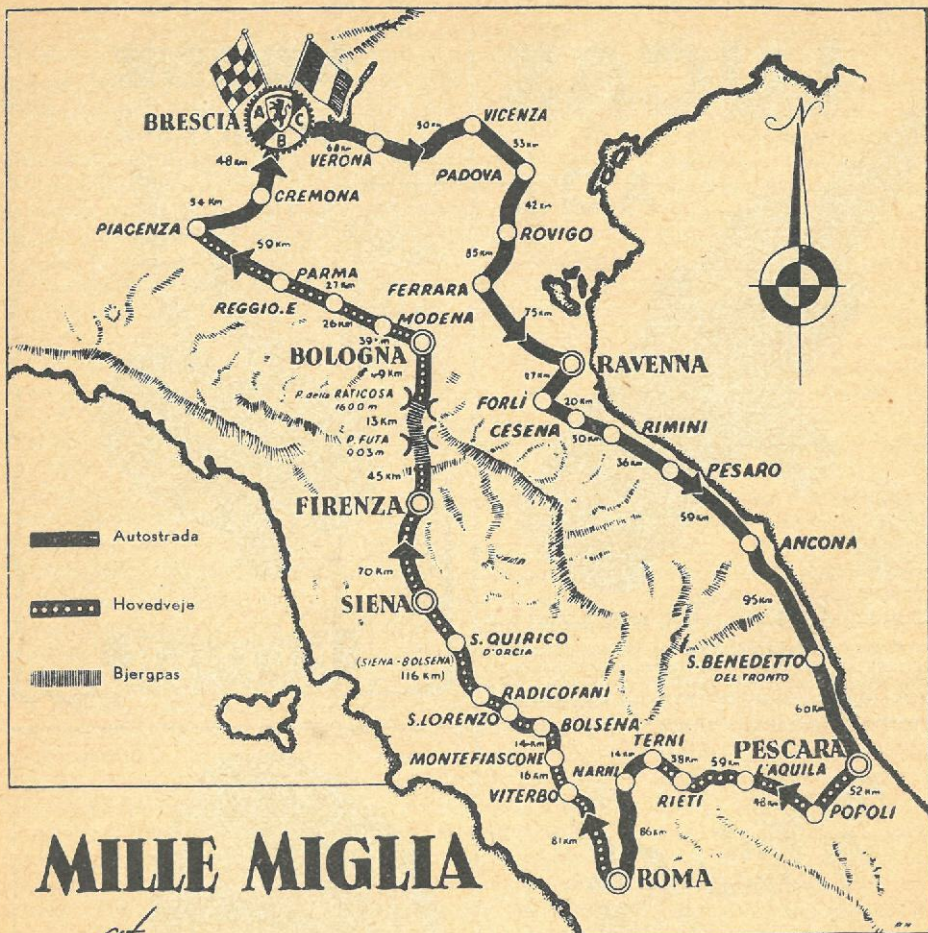 N
A C
B
BRESCIA
68 Km
VERONA
50 Km
VICENZA
33 Km
PADOVA
42 Km
ROVIGO
FERRARA
75 Km
RAVENNA
27 Km
FORLÌ
20 Km
CESENA
30 Km
RIMINI
36 Km
PESARO
59 Km
ANCONA
95 Km
S. BENEDETTO
DEL TRONTO
60 Km
PESCARA
52 Km
POPOLI
48 Km
L'AQUILA
59 Km
RIETI
38 Km
TERNI
14 Km
NARNI
86 Km
ROMA
81 Km
VITERBO
16 Km
MONTEFIASCONE
14 Km
BOLSENA
S. LORENZO
RADICOFANI
(SIENA-BOLSENA)
116 Km)
S. QUIRICO
D'ORCIA
SIENA
70 Km
FIRENZA
45 Km
P. FUTA
903 m
13 Km
P. della RATICOSA
1600 m
BOLOGNA
39 Km
MODENA
26 Km
REGGIO. E
27 Km
PARMA
59 Km
PIACENZA
54 Km
CREMONA
48 Km
Autostrada
Hovedveje
Bjergpas
MILLE MIGLIA